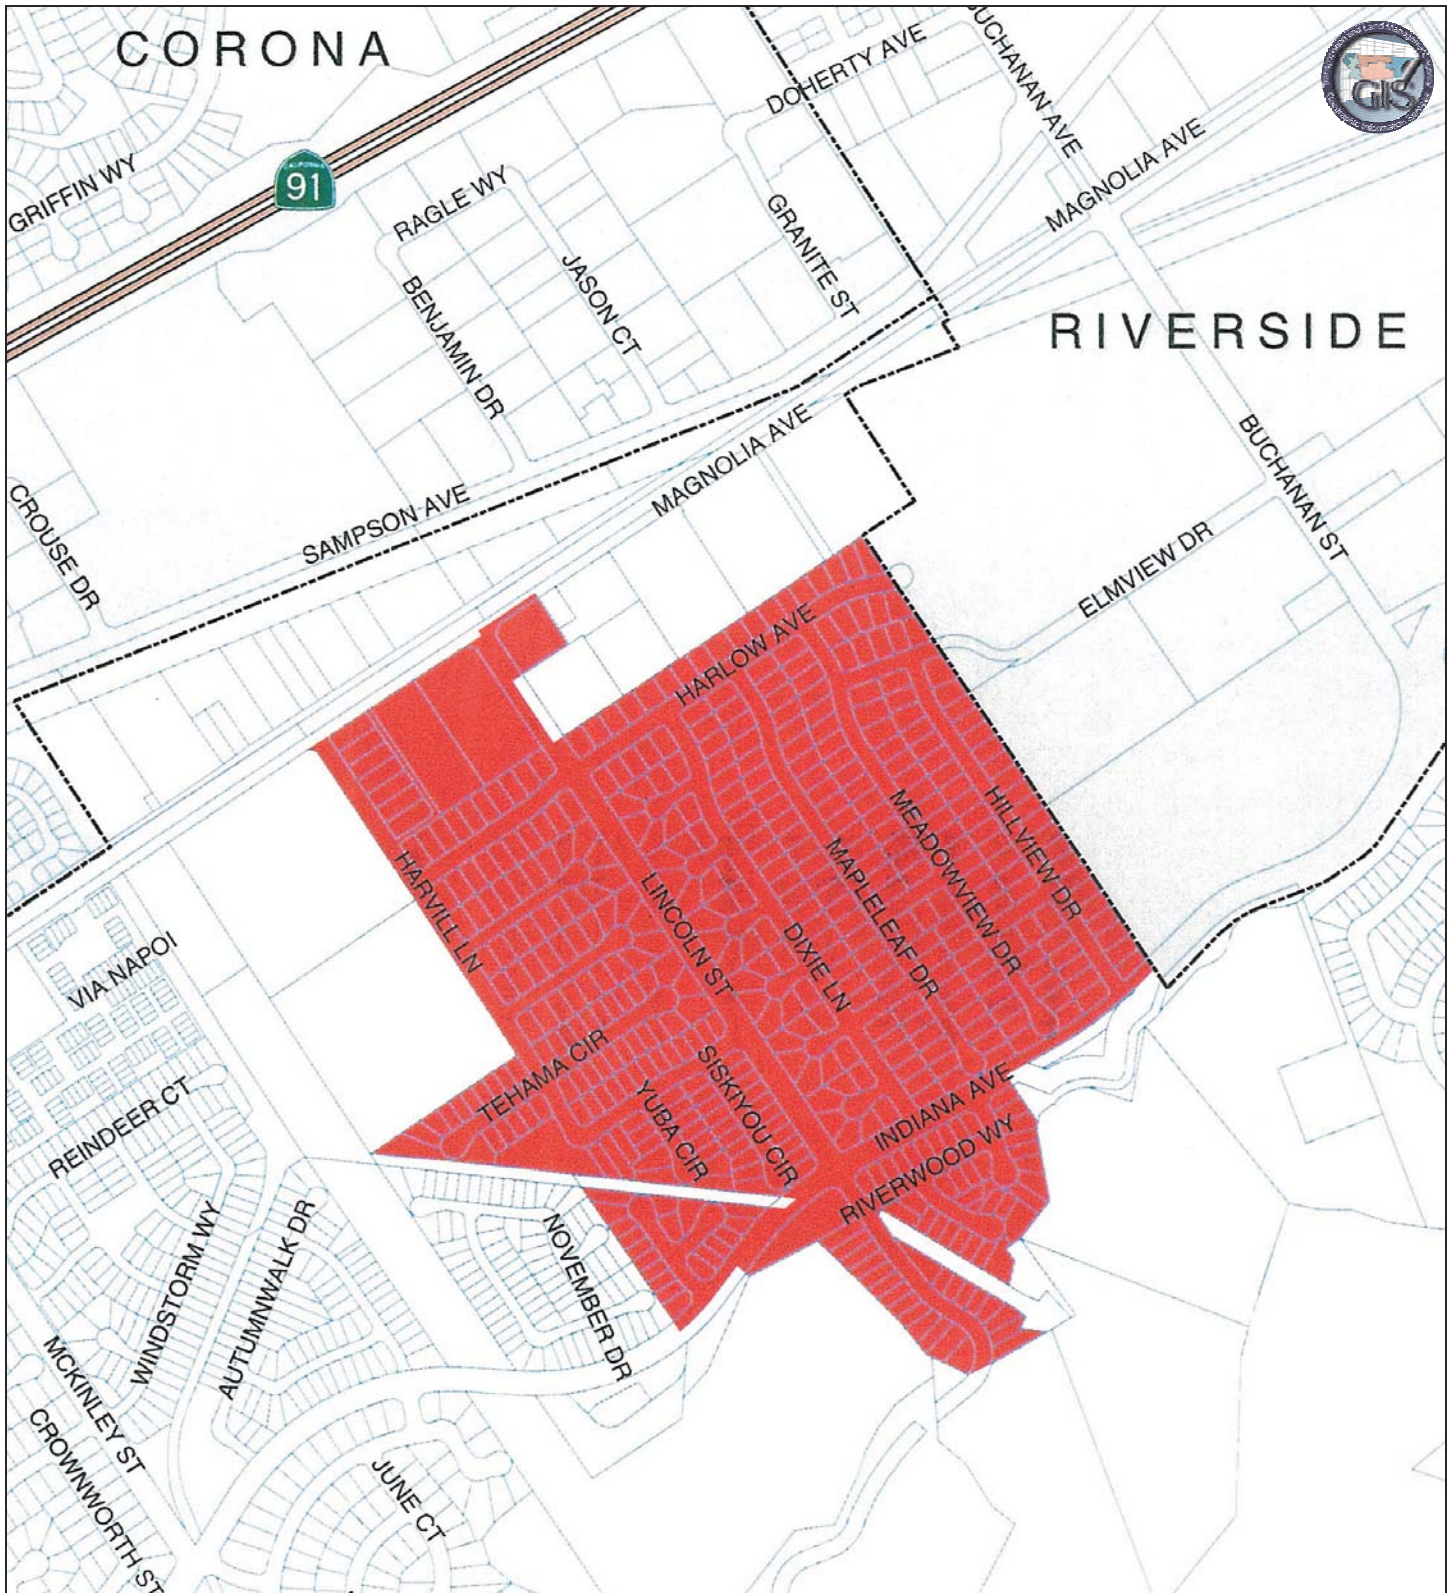 CORONA
DOHERTY AVE
BUCHANAN AVE
GIS
MAGNOLIA AVE
GRIFFIN WY
CALIFORNIA
91
RAGLE WY
GRANITE ST
JASON CT
BENJAMIN DR
RIVERSIDE
MAGNOLIA AVE
BUCHANAN ST
CROUSE DR
SAMPSON AVE
ELMVIEW DR
HARLOW AVE
HILLVIEW DR
MEADOWVIEW DR
MAPLELEAF DR
HARVILL LN
LINCOLN ST
DIXIE LN
VIA NAPOI
TEHAMA CIR
SISKIYOU CIR
YUBA CIR
INDIANA AVE
REINDEER CT
RIVERWOOD WY
WINDSTORM WY
AUTUMNWALK DR
NOVEMBER DR
MCKINLEY ST
CROWNWORTH ST
JUNE CT